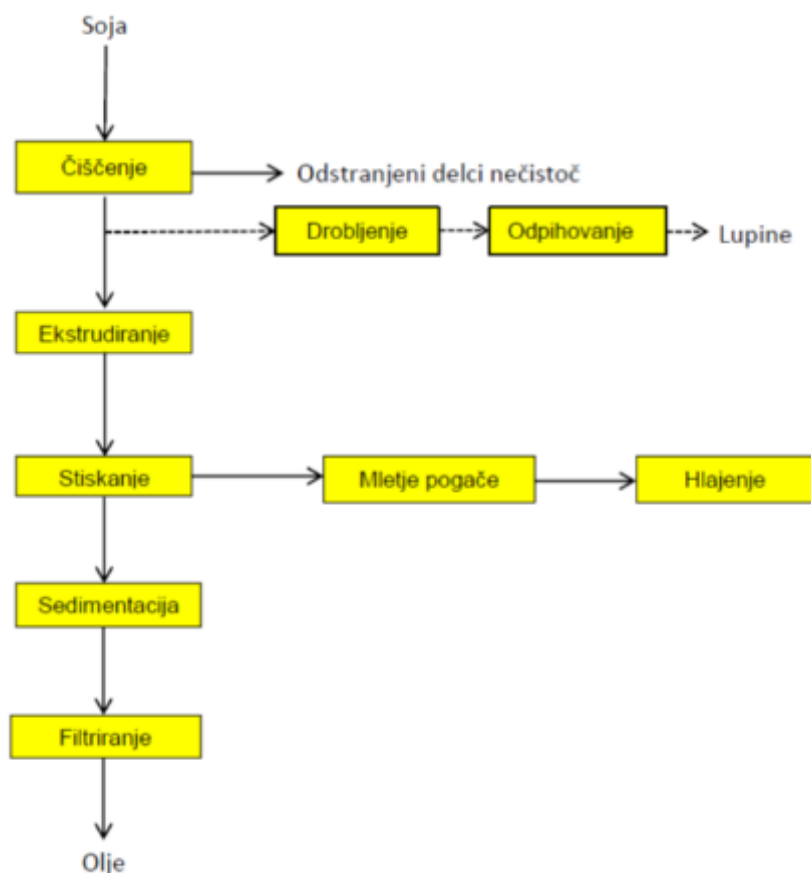 Soja
Čiščenje
Odstranjeni delci nečistoč
Drobljenje
Odpihovanje
Lupine
Ekstrudiranje
Stiskanje
Mletje pogače
Hlajenje
Sedimentacija
Filtriranje
Olje